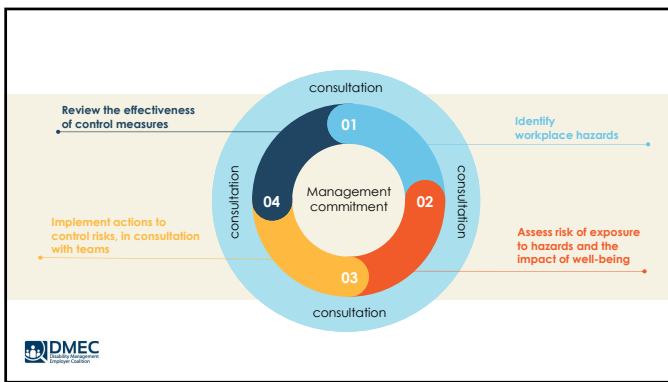 consultation
Review the effectiveness
of control measures
01
Identify
workplace hazards
consultation
consultation
04
Management
commitment
02
Implement actions to
control risks, in consultation
with teams
Assess risk of exposure
to hazards and the
impact of well-being
03
consultation
DMEC
Disability Management
Employer Coalition